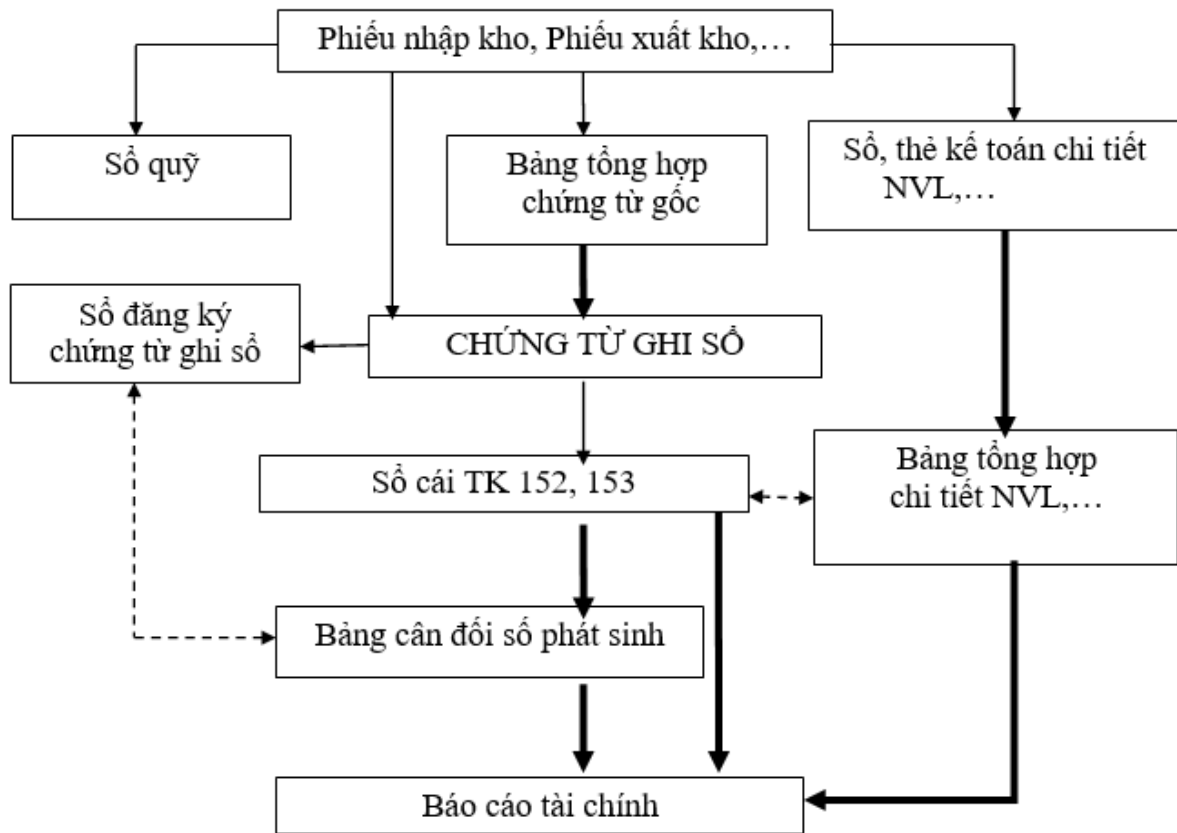 Phiếu nhập kho, Phiếu xuất kho,…
Sổ quỹ
Bảng tổng hợp
chứng từ gốc
Sổ, thẻ kế toán chi tiết
NVL,…
Sổ đăng ký
chứng từ ghi sổ
CHỨNG TỪ GHI SỔ
Sổ cái TK 152, 153
Bảng tổng hợp
chi tiết NVL,…
Bảng cân đối số phát sinh
Báo cáo tài chính